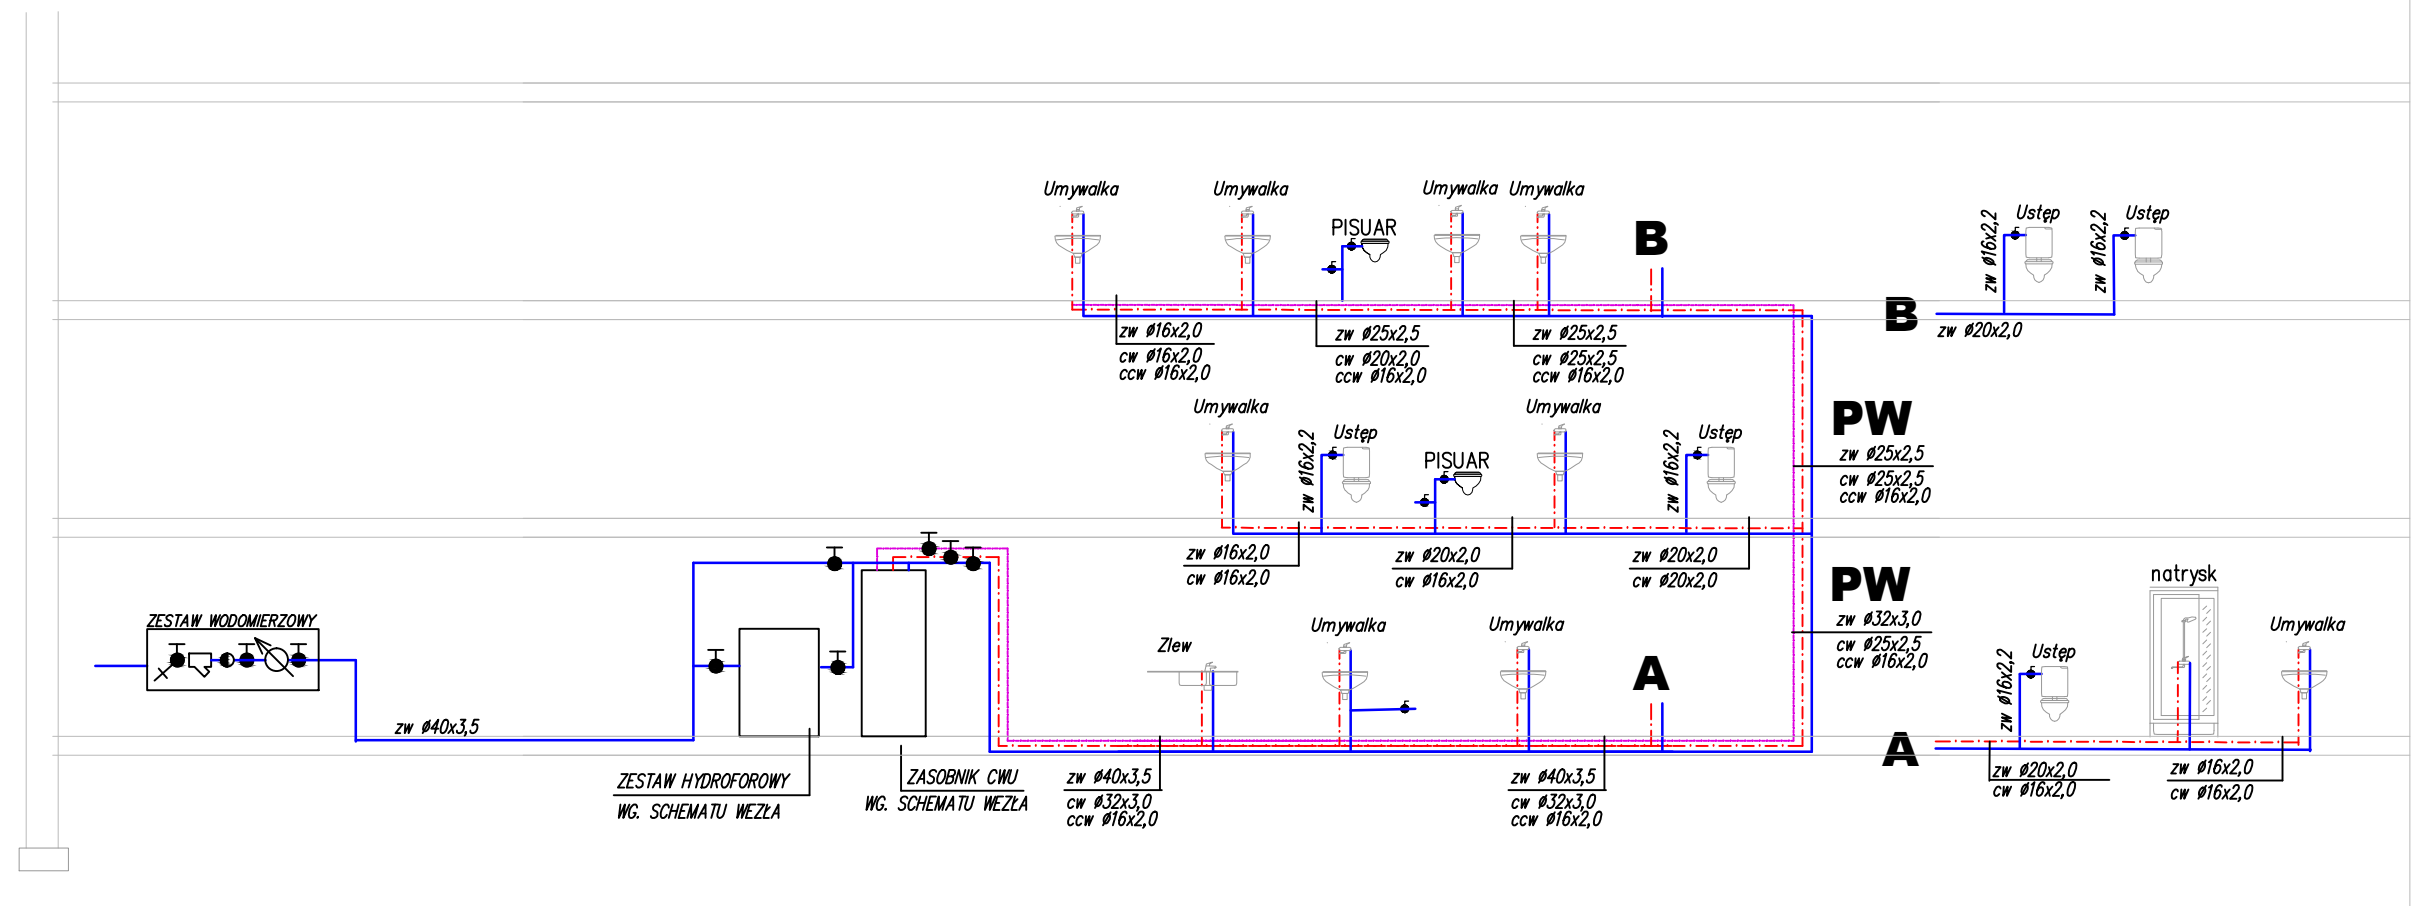 Umywalka
Umywalka
Umywalka
Umywalka
PISUAR
B
zw Ø16x2,2
Ustęp
zw Ø16x2,2
Ustęp
zw Ø16x2,0
cw Ø16x2,0
ccw Ø16x2,0
zw Ø25x2,5
cw Ø20x2,0
ccw Ø16x2,0
zw Ø25x2,5
cw Ø25x2,5
ccw Ø16x2,0
B
zw Ø20x2,0
PW
zw Ø25x2,5
cw Ø25x2,5
ccw Ø16x2,0
Umywalka
zw Ø16x2,2
Ustęp
PISUAR
Umywalka
zw Ø16x2,2
Ustęp
zw Ø16x2,0
cw Ø16x2,0
zw Ø20x2,0
cw Ø16x2,0
zw Ø20x2,0
cw Ø20x2,0
PW
zw Ø32x3,0
cw Ø25x2,5
ccw Ø16x2,0
ZESTAW WODOMIERZOWY
zw Ø40x3,5
Zlew
Umywalka
Umywalka
A
zw Ø16x2,2
Ustęp
natrysk
Umywalka
ZESTAW HYDROFOROWY
WG. SCHEMATU WEZŁA
ZASOBNIK CWU
WG. SCHEMATU WEZŁA
zw Ø40x3,5
cw Ø32x3,0
ccw Ø16x2,0
zw Ø40x3,5
cw Ø32x3,0
ccw Ø16x2,0
A
zw Ø20x2,0
cw Ø16x2,0
zw Ø16x2,0
cw Ø16x2,0